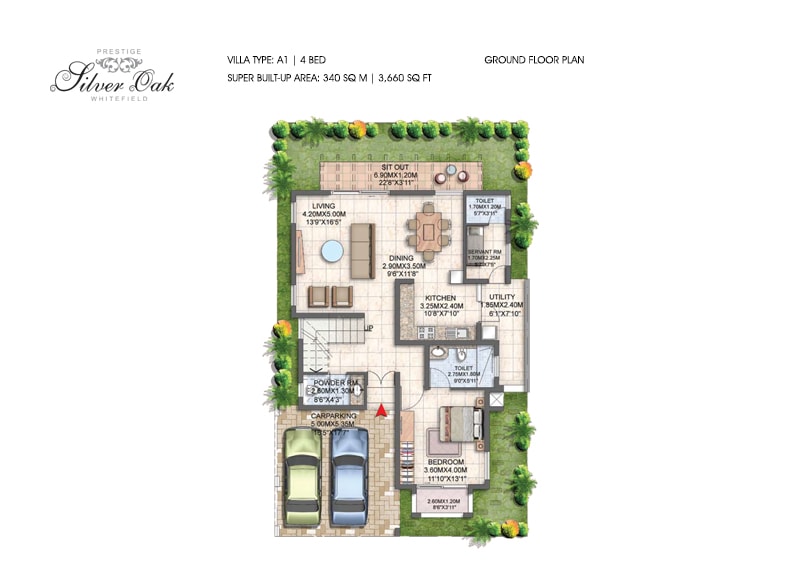 PRESTIGE
Silver Oak
WHITEFIELD
VILLA TYPE: A1 | 4 BED
SUPER BUILT-UP AREA: 340 SQ M | 3,660 SQ FT
GROUND FLOOR PLAN
SIT OUT
6.90MX1.20M
22'8"X3'11"
LIVING
4.20MX5.00M
13'9"X16'5"
TOILET
1.70MX1.20M
5'7"X3'11"
DINING
2.90MX3.50M
9'6"X11'8"
SERVANT RM
1.70MX2.25M
KITCHEN
3.25MX2.40M
10'8"X7'10"
UTILITY
1.85MX2.40M
6'1"X7'10"
UP
TOILET
2.75MX1.80M
9'0"X5'11"
POWDER RM
2.60MX1.30M
8'6"X4'3"
CARPARKING
5.00MX5.35M
16'5"X17'7"
BEDROOM
3.60MX4.00M
11'10"X13'1"
2.60MX1.20M
8'6"X3'11"